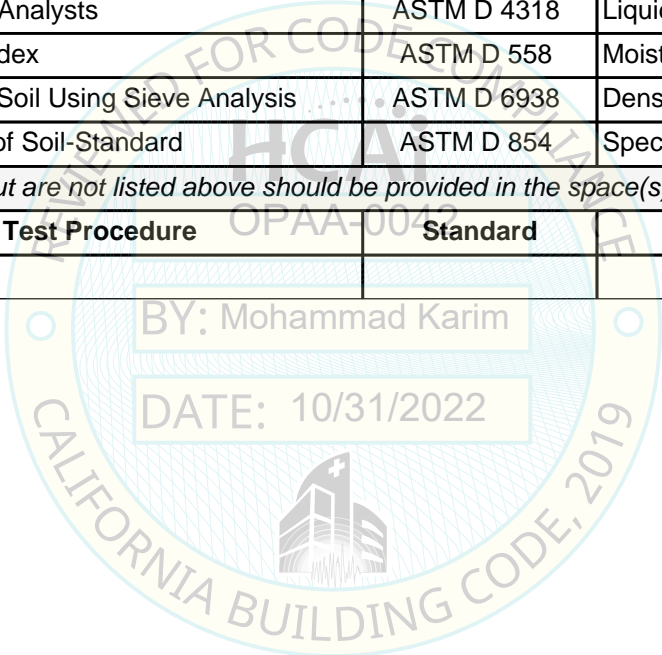 Analysts ASTM D 4318 Liqui
dex ASTM D 558 Moist
Soil Using Sieve Analysis ASTM D 6938 Dens
of Soil-Standard ASTM D 854 Spec
ut are not listed above should be provided in the space(s)
Test Procedure Standard
REVIEWED FOR CODE COMPLIANCE
HCAi
OPAA-0042
BY: Mohammad Karim
DATE: 10/31/2022
CALIFORNIA BUILDING CODE, 2019